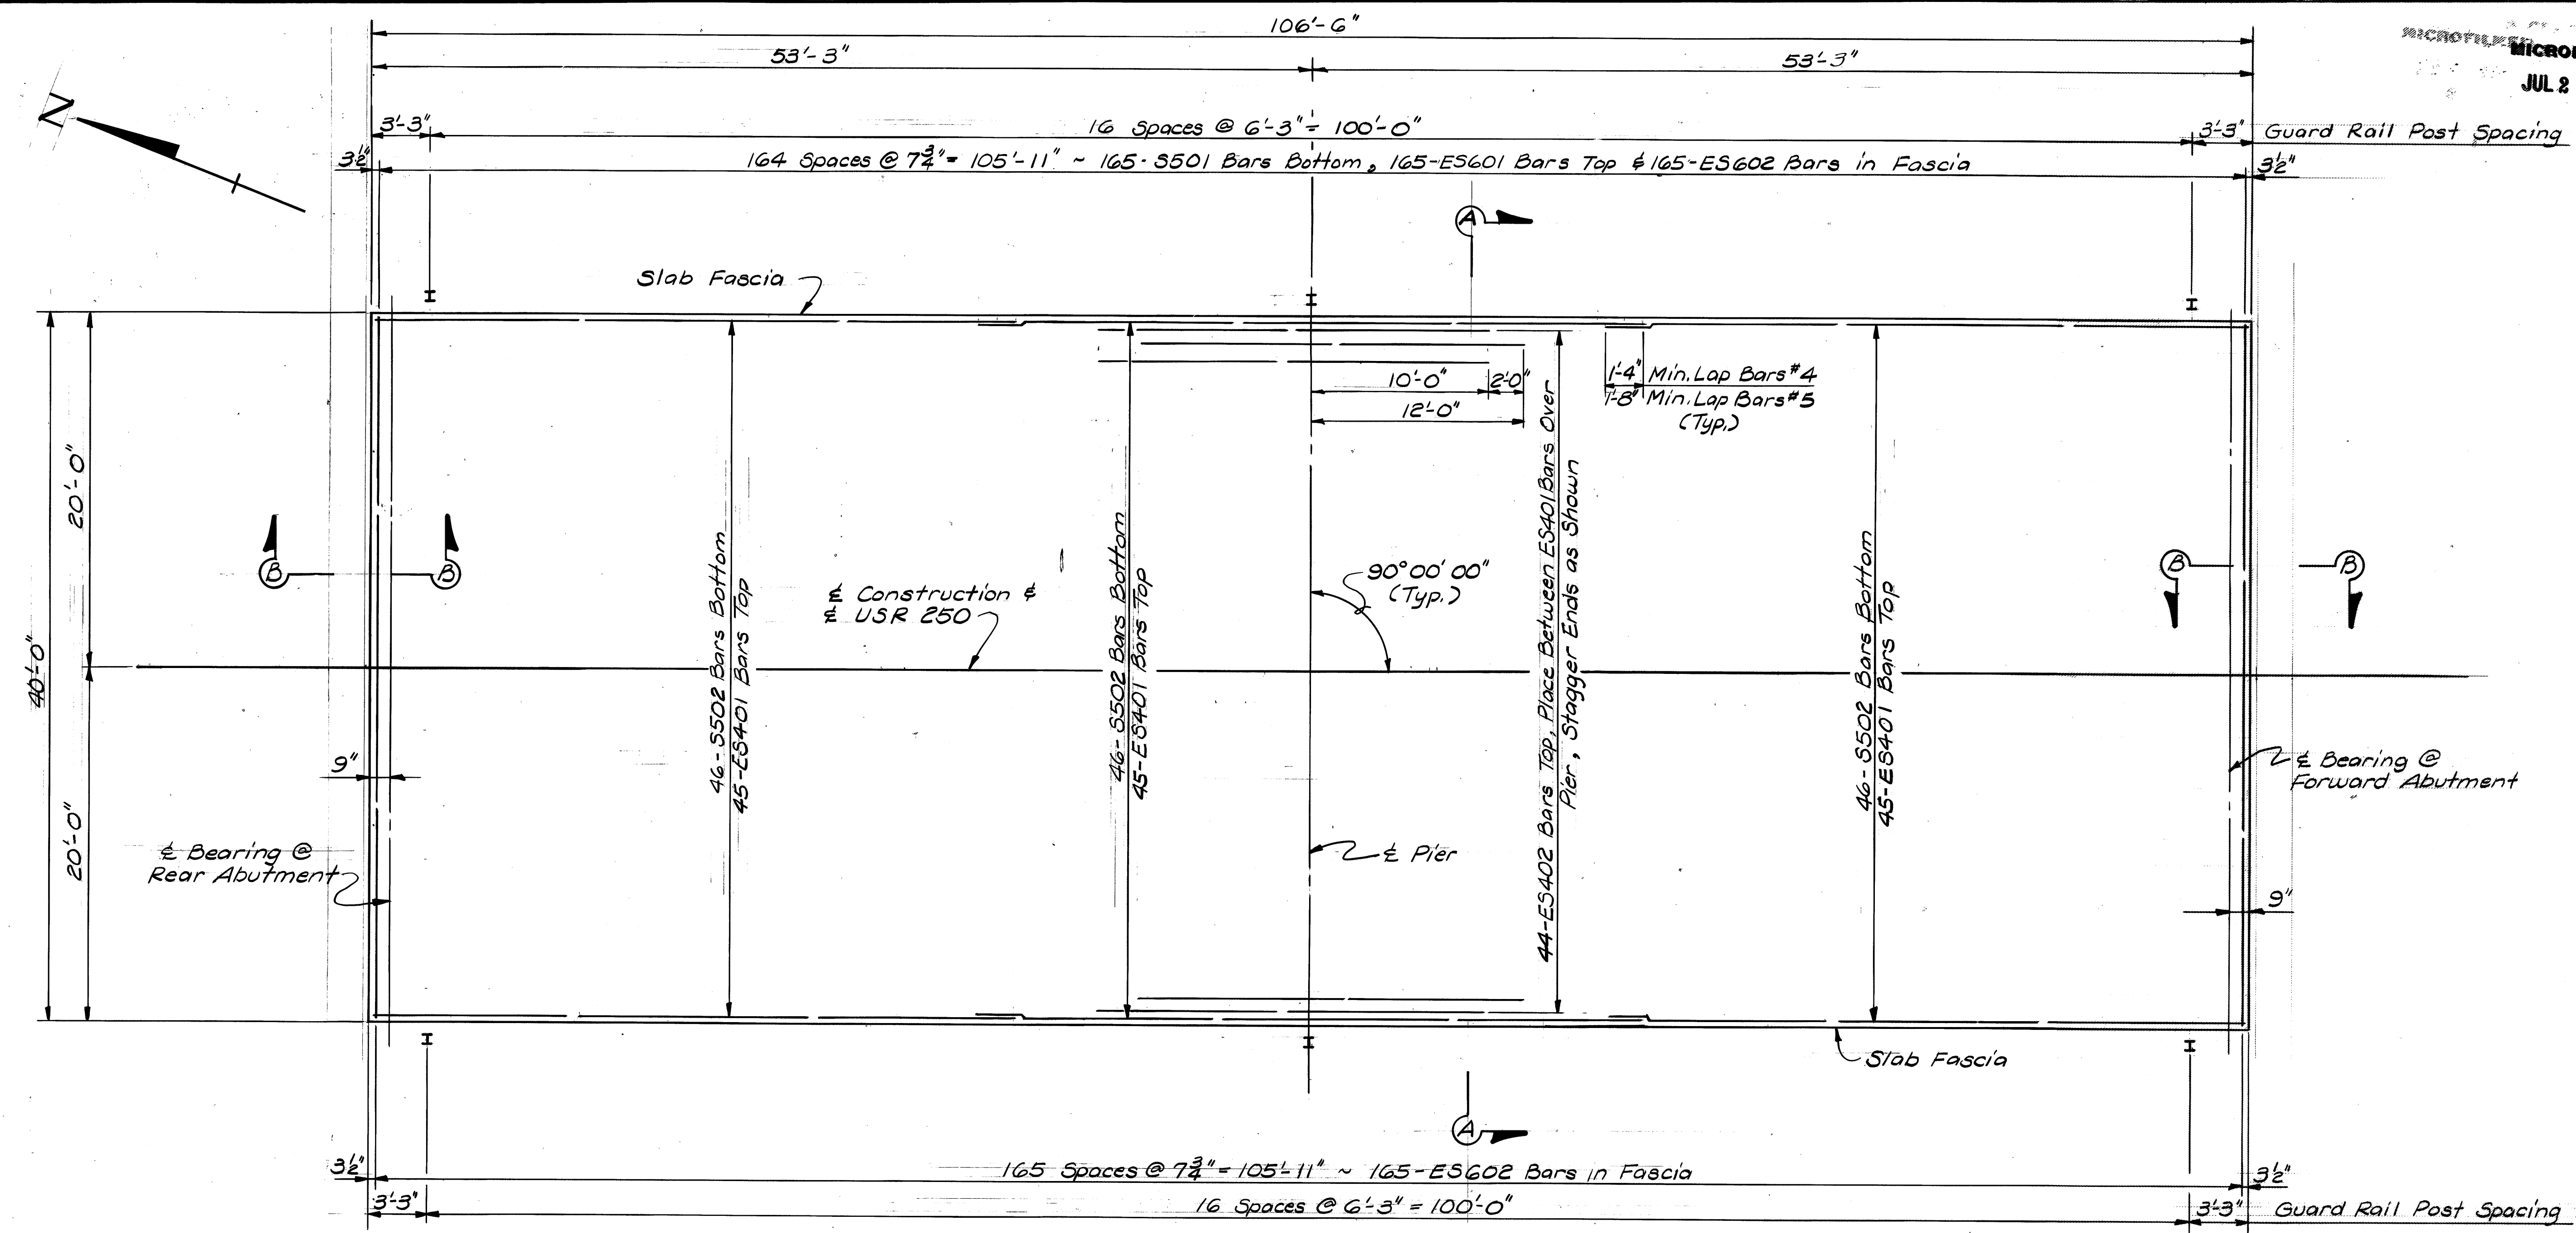 106'-6"
53'-3"
53'-3"
MICROFILMED
JUL 2
3'-3"
16 Spaces @ 6'-3" = 100'-0"
3'-3"
Guard Rail Post Spacing
3½"
164 Spaces @ 7¾" = 105'-11" ~ 165-S501 Bars Bottom, 165-ES601 Bars Top & 165-ES602 Bars in Fascia
3½"
N
A
Slab Fascia
10'-0"
2'-0"
12'-0"
1'-4" Min. Lap Bars #4
1'-8" Min. Lap Bars #5
(Typ.)
40'-0"
20'-0"
20'-0"
B
B
46-S502 Bars Bottom
45-ES401 Bars Top
℄ Construction &
℄ USR 250
46-S502 Bars Bottom
45-ES401 Bars Top
90°00'00"
(Typ.)
44-ES402 Bars Top, Place Between ES401 Bars Over
Pier, Stagger Ends as Shown
46-S502 Bars Bottom
45-ES401 Bars Top
B
B
9"
℄ Bearing @
Forward Abutment
℄ Bearing @
Rear Abutment
℄ Pier
9"
Slab Fascia
A
3½"
165 Spaces @ 7¾" = 105'-11" ~ 165-ES602 Bars in Fascia
3½"
3'-3"
16 Spaces @ 6'-3" = 100'-0"
3'-3"
Guard Rail Post Spacing